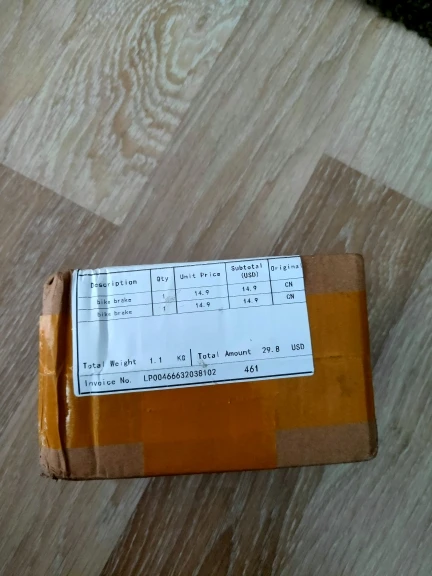 Description Qty Unit Price Subtotal (USD) Original
bike brake 1 14.9 14.9 CN
bike brake 1 14.9 14.9 CN
Total Weight 1.1 KG Total Amount 29.8 USD
Invoice No. LP00466632038102 461